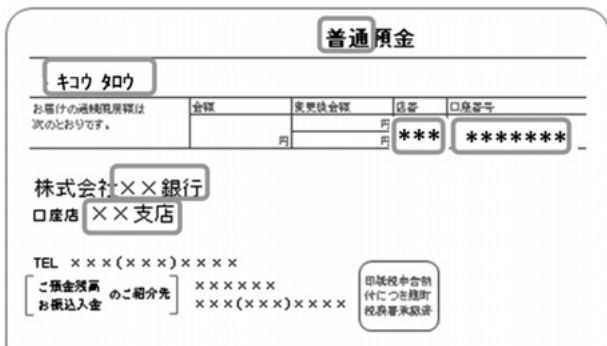 普通預金
キコウ タロウ
お届けの通帳限度額は 金額 変更後金額 店番 口座番号
次のとおりです。 円 円 円 *** *******
株式会社××銀行
口座店 ××支店
TEL ×××(×××)××××
ご預金残高 のご紹介先 ××××××
お振込入金 ×××(×××)××××
印紙税申告納
付につき麹町
税務署承認済